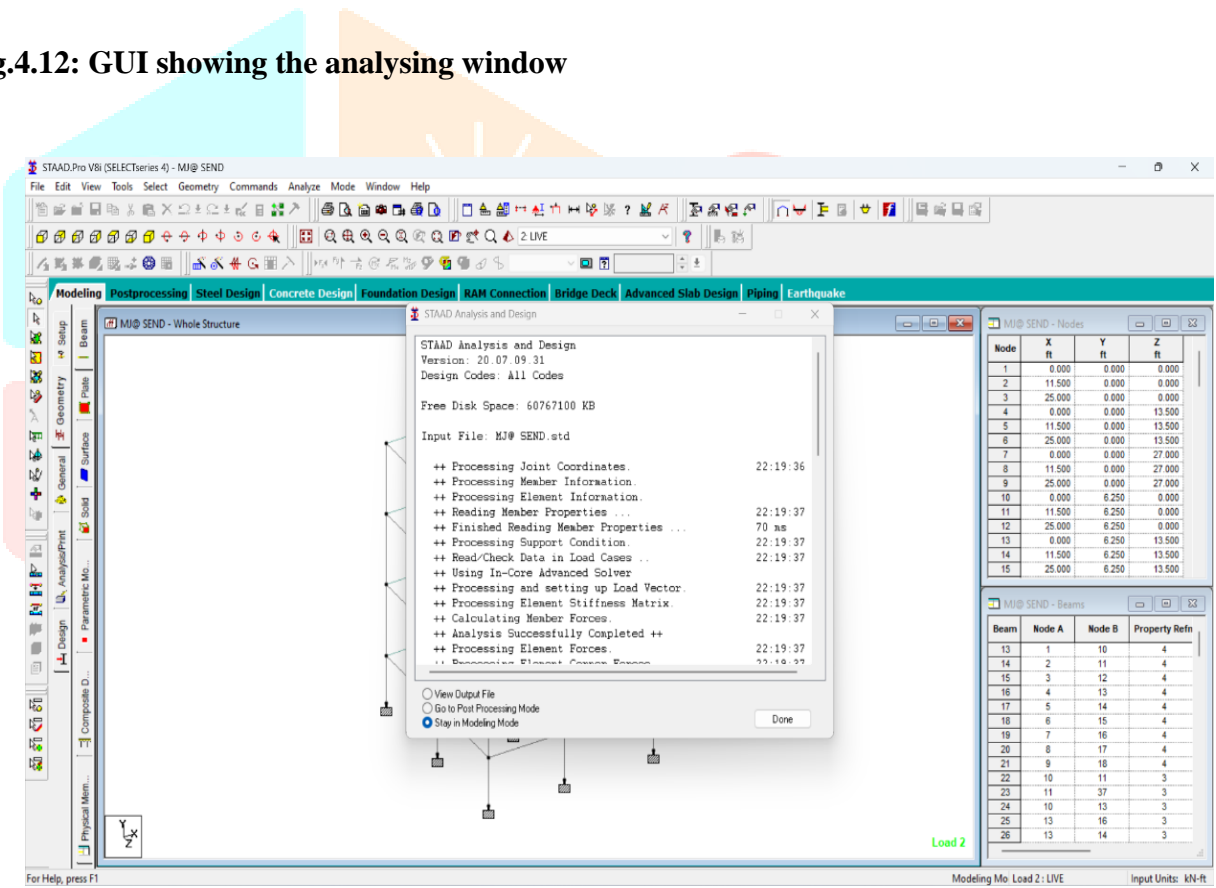 g.4.12: GUI showing the analysing window
STAAD.Pro V8i (SELECTseries 4) - MJ@ SEND
File Edit View Tools Select Geometry Commands Analyze Mode Window Help
2: LIVE
Modeling Postprocessing Steel Design Concrete Design Foundation Design RAM Connection Bridge Deck Advanced Slab Design Piping Earthquake
Setup
Geometry
General
Analysis/Print
Design
Beam
Plate
Surface
Solid
Parametric Mo...
Composite D...
Physical Mem...
MJ@ SEND - Whole Structure
STAAD Analysis and Design
STAAD Analysis and Design
Version: 20.07.09.31
Design Codes: All Codes
Free Disk Space: 60767100 KB
Input File: MJ@ SEND.std
++ Processing Joint Coordinates. 22:19:36
++ Processing Member Information.
++ Processing Element Information.
++ Reading Member Properties ... 22:19:37
++ Finished Reading Member Properties ... 70 ms
++ Processing Support Condition. 22:19:37
++ Read/Check Data in Load Cases .. 22:19:37
++ Using In-Core Advanced Solver
++ Processing and setting up Load Vector. 22:19:37
++ Processing Element Stiffness Matrix. 22:19:37
++ Calculating Member Forces. 22:19:37
++ Analysis Successfully Completed ++
++ Processing Element Forces. 22:19:37
++ Processing Element Corner Forces. 22:19:37
View Output File
Go to Post Processing Mode
Stay in Modeling Mode
Done
Y
X
Z
Load 2
MJ@ SEND - Nodes
Node X ft Y ft Z ft
1 0.000 0.000 0.000
2 11.500 0.000 0.000
3 25.000 0.000 0.000
4 0.000 0.000 13.500
5 11.500 0.000 13.500
6 25.000 0.000 13.500
7 0.000 0.000 27.000
8 11.500 0.000 27.000
9 25.000 0.000 27.000
10 0.000 6.250 0.000
11 11.500 6.250 0.000
12 25.000 6.250 0.000
13 0.000 6.250 13.500
14 11.500 6.250 13.500
15 25.000 6.250 13.500
MJ@ SEND - Beams
Beam Node A Node B Property Refn
13 1 10 4
14 2 11 4
15 3 12 4
16 4 13 4
17 5 14 4
18 6 15 4
19 7 16 4
20 8 17 4
21 9 18 4
22 10 11 3
23 11 37 3
24 10 13 3
25 13 16 3
26 13 14 3
For Help, press F1
Modeling Mo Load 2 : LIVE Input Units: kN-ft